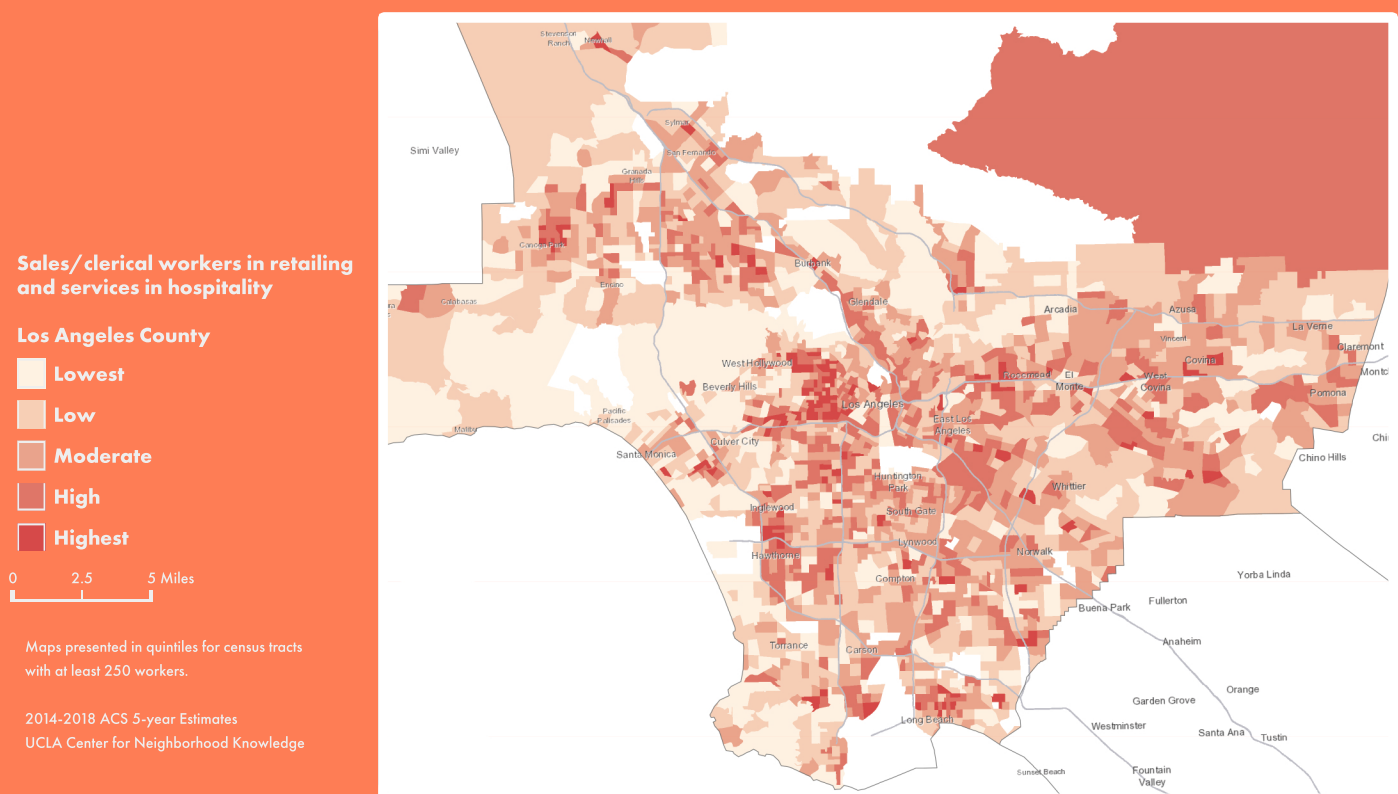 Sales/clerical workers in retailing
and services in hospitality
Los Angeles County
Lowest
Low
Moderate
High
Highest
0 2.5 5 Miles
Maps presented in quintiles for census tracts
with at least 250 workers.
2014-2018 ACS 5-year Estimates
UCLA Center for Neighborhood Knowledge
Stevenson
Ranch
Newhall
Simi Valley
Sylmar
San Fernando
Granada
Hills
Canoga Park
Encino
Calabasas
Burbank
Glendale
Arcadia
Azusa
La Verne
Vincent
Claremont
Covina
West Hollywood
Rosemead
El
Monte
West
Covina
Beverly Hills
Pomona
Los Angeles
Pacific
Palisades
East Los
Angeles
Malibu
Culver City
Santa Monica
Chino Hills
Huntington
Park
Whittier
Inglewood
South Gate
Lynwood
Norwalk
Hawthorne
Compton
Yorba Linda
Fullerton
Buena Park
Anaheim
Torrance
Carson
Orange
Garden Grove
Long Beach
Westminster
Santa Ana
Tustin
Sunset Beach
Fountain
Valley